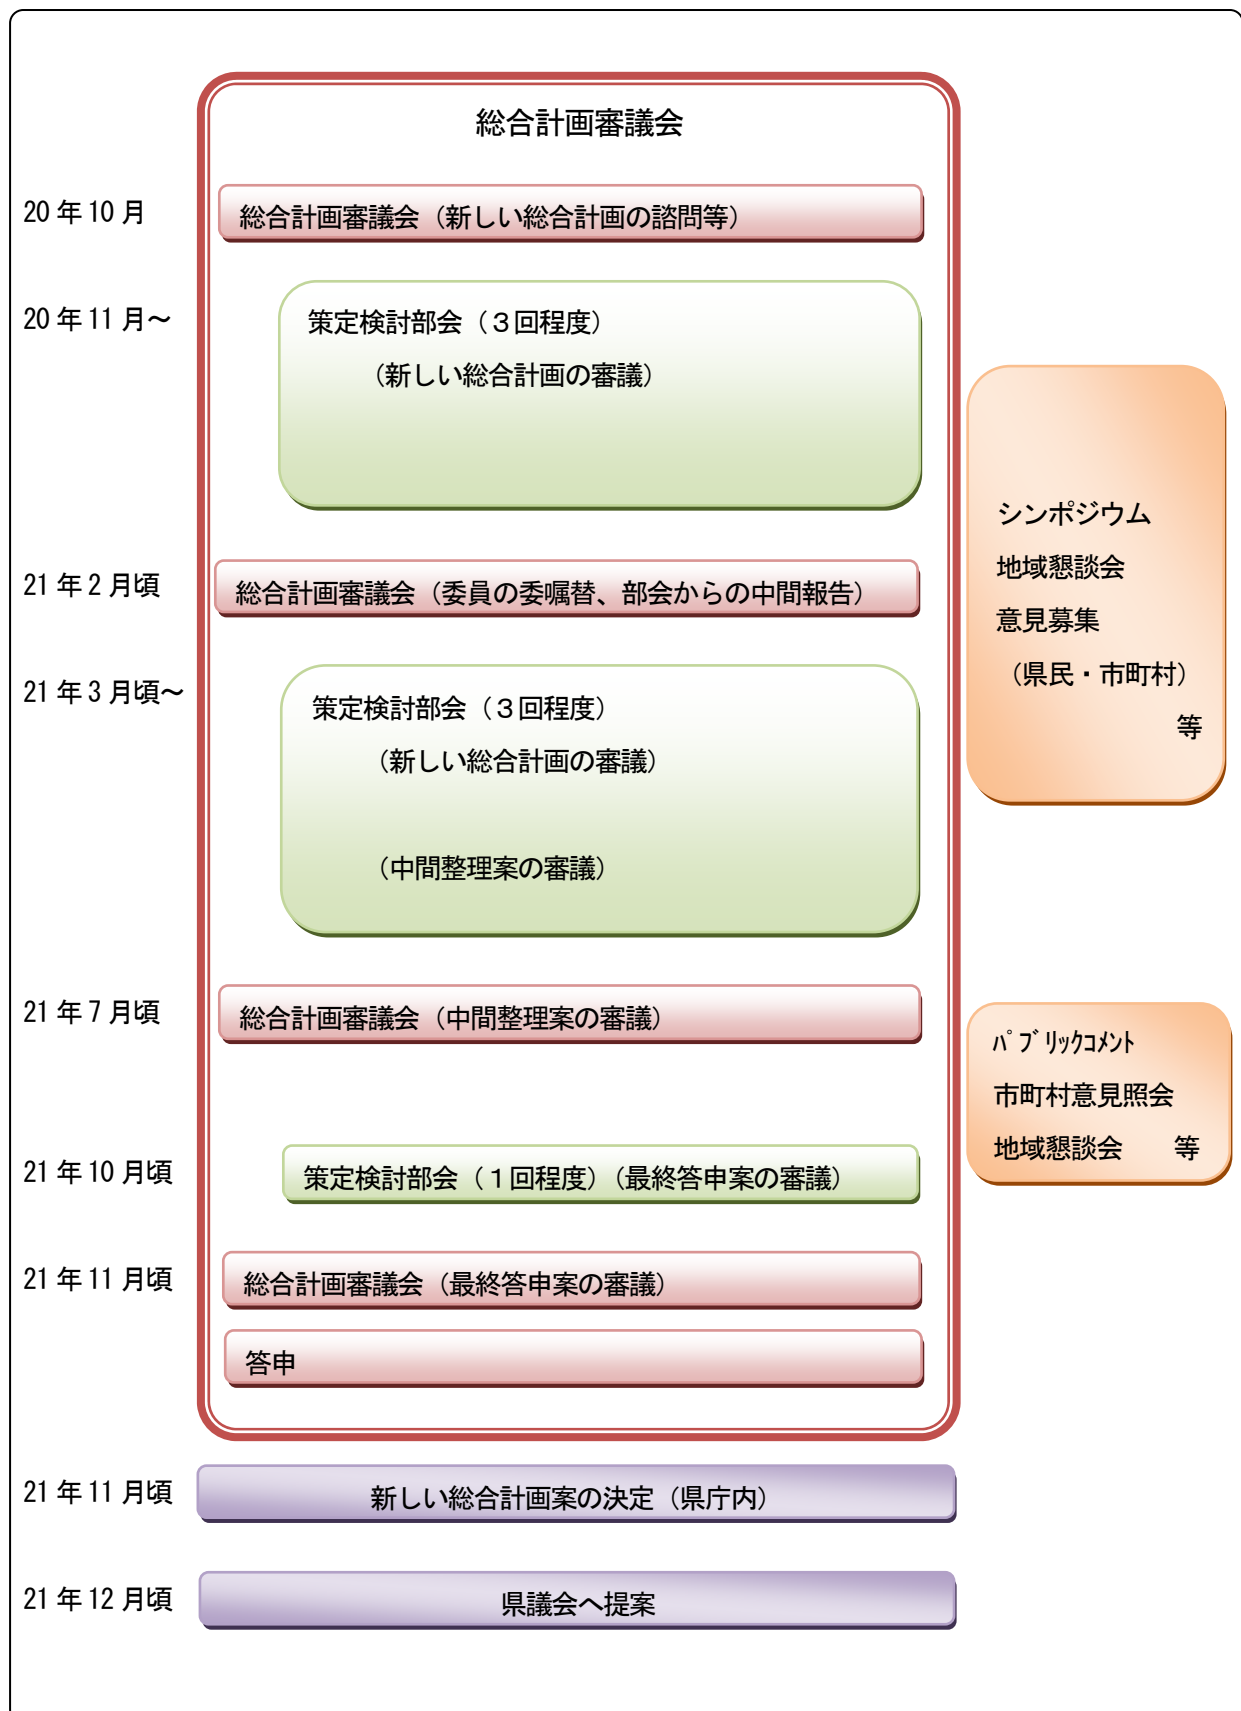 総合計画審議会
20年10月
総合計画審議会（新しい総合計画の諮問等）
20年11月～
策定検討部会（３回程度）
（新しい総合計画の審議）
シンポジウム
地域懇談会
意見募集
（県民・市町村）
等
21年2月頃
総合計画審議会（委員の委嘱替、部会からの中間報告）
21年3月頃～
策定検討部会（３回程度）
（新しい総合計画の審議）
（中間整理案の審議）
21年7月頃
総合計画審議会（中間整理案の審議）
ﾊﾟﾌﾞﾘｯｸｺﾒﾝﾄ
市町村意見照会
地域懇談会　　等
21年10月頃
策定検討部会（１回程度）（最終答申案の審議）
21年11月頃
総合計画審議会（最終答申案の審議）
答申
21年11月頃
新しい総合計画案の決定（県庁内）
21年12月頃
県議会へ提案